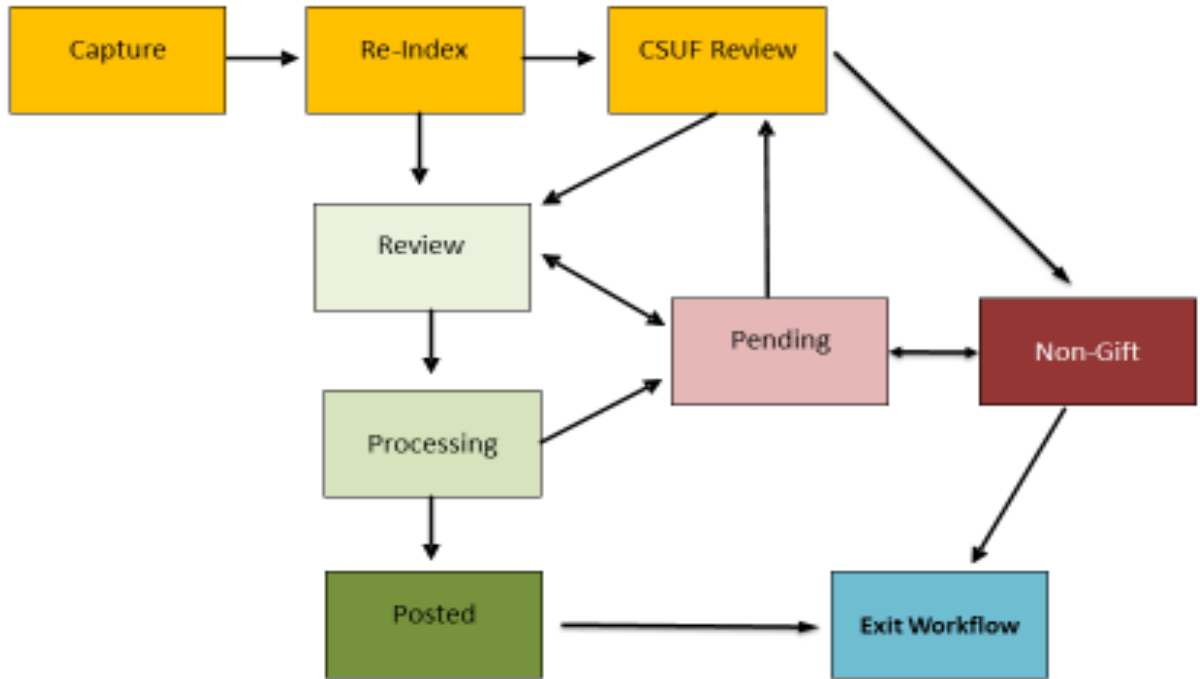 Capture
Re-Index
CSUF Review
Review
Pending
Non-Gift
Processing
Posted
Exit Workflow